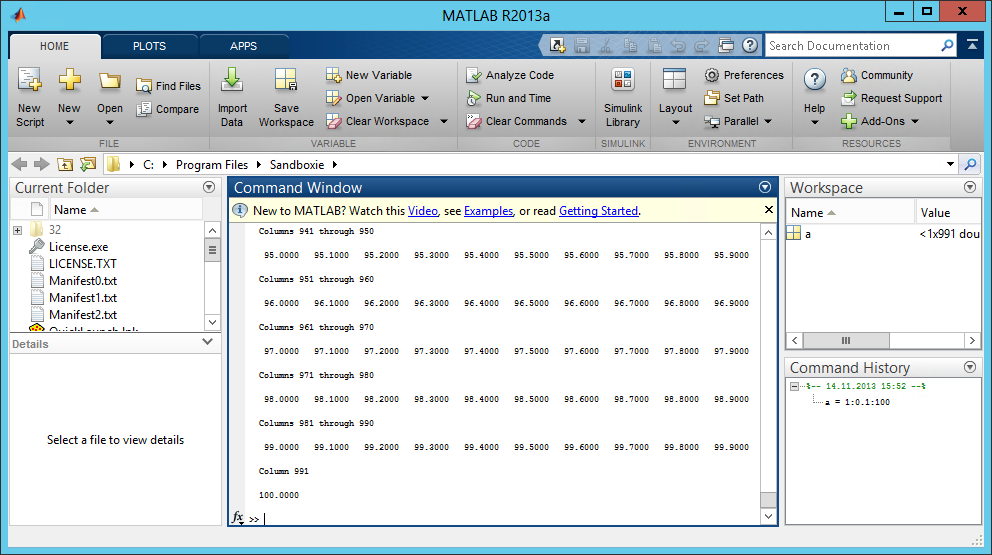 MATLAB R2013a
HOME PLOTS APPS
Search Documentation
New Script
New
Open
Find Files
Compare
FILE
Import Data
Save Workspace
New Variable
Open Variable
Clear Workspace
VARIABLE
Analyze Code
Run and Time
Clear Commands
CODE
Simulink Library
SIMULINK
Layout
Preferences
Set Path
Parallel
ENVIRONMENT
Help
Community
Request Support
Add-Ons
RESOURCES
C: Program Files Sandboxie
Current Folder
Name
32
License.exe
LICENSE.TXT
Manifest0.txt
Manifest1.txt
Manifest2.txt
Details
Select a file to view details
Command Window
New to MATLAB? Watch this Video, see Examples, or read Getting Started.
Columns 941 through 950
95.0000 95.1000 95.2000 95.3000 95.4000 95.5000 95.6000 95.7000 95.8000 95.9000
Columns 951 through 960
96.0000 96.1000 96.2000 96.3000 96.4000 96.5000 96.6000 96.7000 96.8000 96.9000
Columns 961 through 970
97.0000 97.1000 97.2000 97.3000 97.4000 97.5000 97.6000 97.7000 97.8000 97.9000
Columns 971 through 980
98.0000 98.1000 98.2000 98.3000 98.4000 98.5000 98.6000 98.7000 98.8000 98.9000
Columns 981 through 990
99.0000 99.1000 99.2000 99.3000 99.4000 99.5000 99.6000 99.7000 99.8000 99.9000
Column 991
100.0000
fx >>
Workspace
Name Value
a <1x991 dou
Command History
%-- 14.11.2013 15:52 --%
a = 1:0.1:100